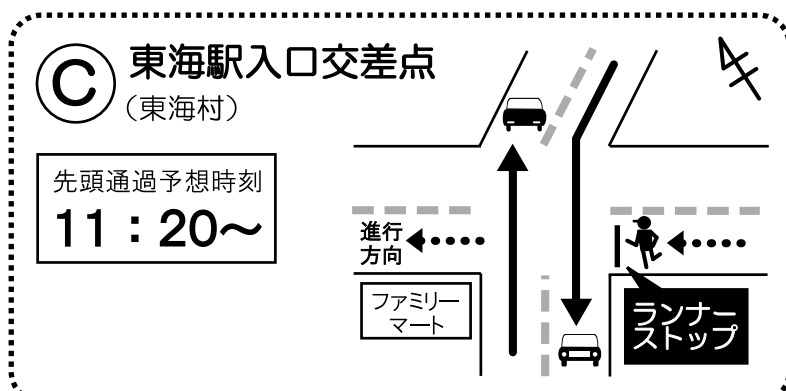 C 東海駅入口交差点
（東海村）
先頭通過予想時刻
11：20〜
進行
方向
ファミリー
マート
ランナー
ストップ